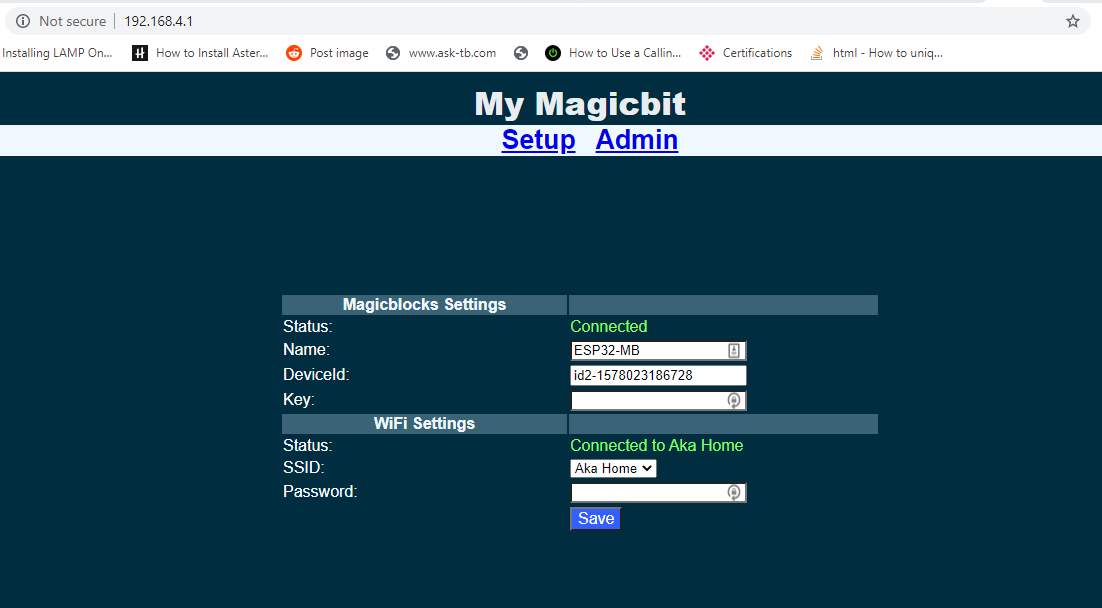 Not secure 192.168.4.1
Installing LAMP On... How to Install Aster... Post image www.ask-tb.com How to Use a Callin... Certifications html - How to uniq...
My Magicbit
Setup Admin
Magicblocks Settings
Status: Connected
Name: ESP32-MB
DeviceId: id2-1578023186728
Key:
WiFi Settings
Status: Connected to Aka Home
SSID: Aka Home
Password:
Save